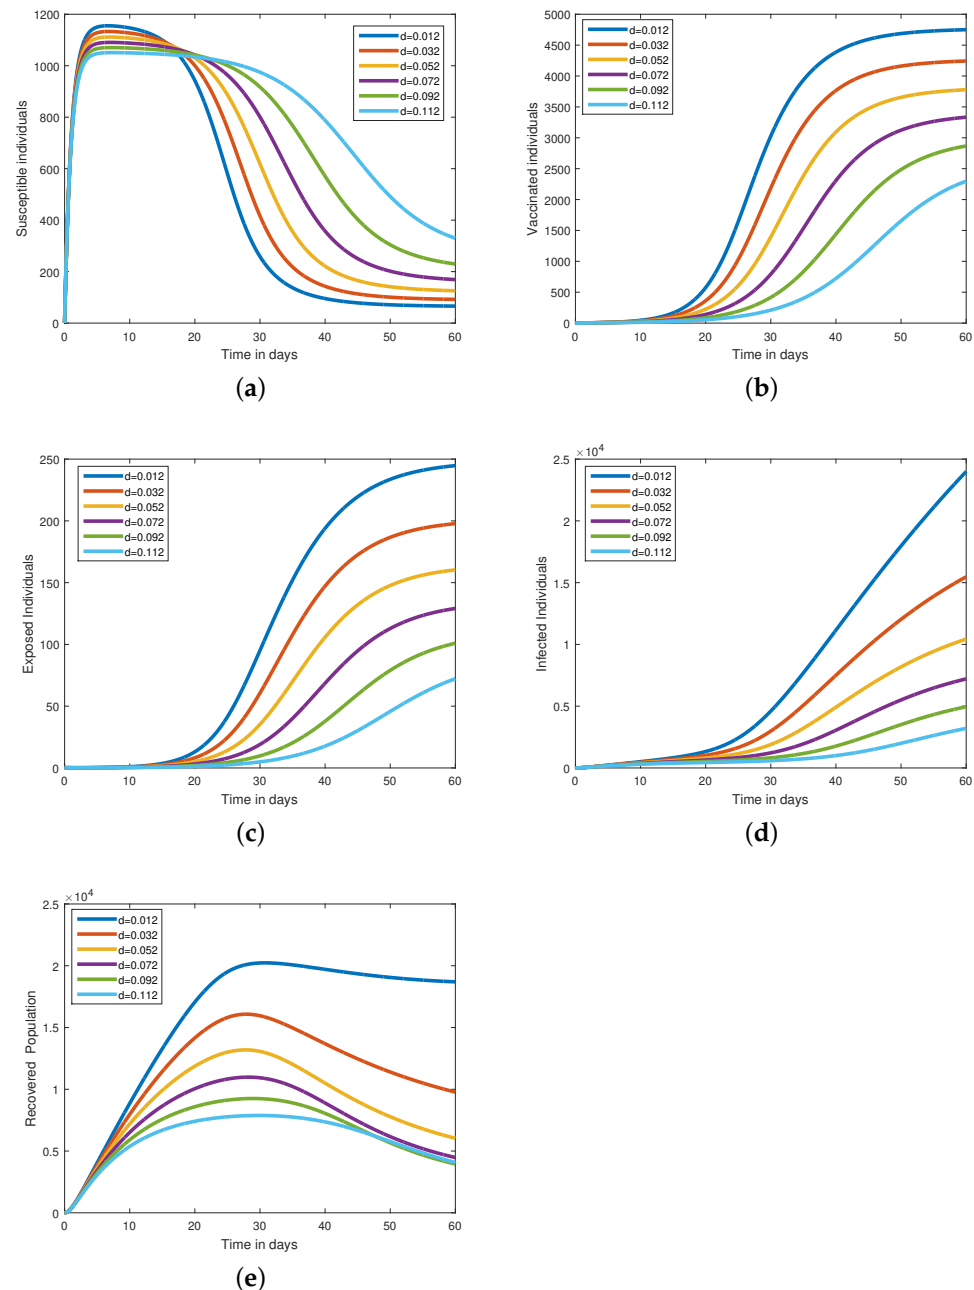 1200
1000
800
600
400
200
0
Susceptible individuals
d=0.012
d=0.032
d=0.052
d=0.072
d=0.092
d=0.112
0 10 20 30 40 50 60
Time in days
(a)
5000
4500
4000
3500
3000
2500
2000
1500
1000
500
0
Vaccinated individuals
d=0.012
d=0.032
d=0.052
d=0.072
d=0.092
d=0.112
0 10 20 30 40 50 60
Time in days
(b)
250
200
150
100
50
0
Exposed Individuals
d=0.012
d=0.032
d=0.052
d=0.072
d=0.092
d=0.112
0 10 20 30 40 50 60
Time in days
(c)
×10⁴
2.5
2
1.5
1
0.5
0
Infected Individuals
d=0.012
d=0.032
d=0.052
d=0.072
d=0.092
d=0.112
0 10 20 30 40 50 60
Time in days
(d)
×10⁴
2.5
2
1.5
1
0.5
0
Recovered Population
d=0.012
d=0.032
d=0.052
d=0.072
d=0.092
d=0.112
0 10 20 30 40 50 60
Time in days
(e)